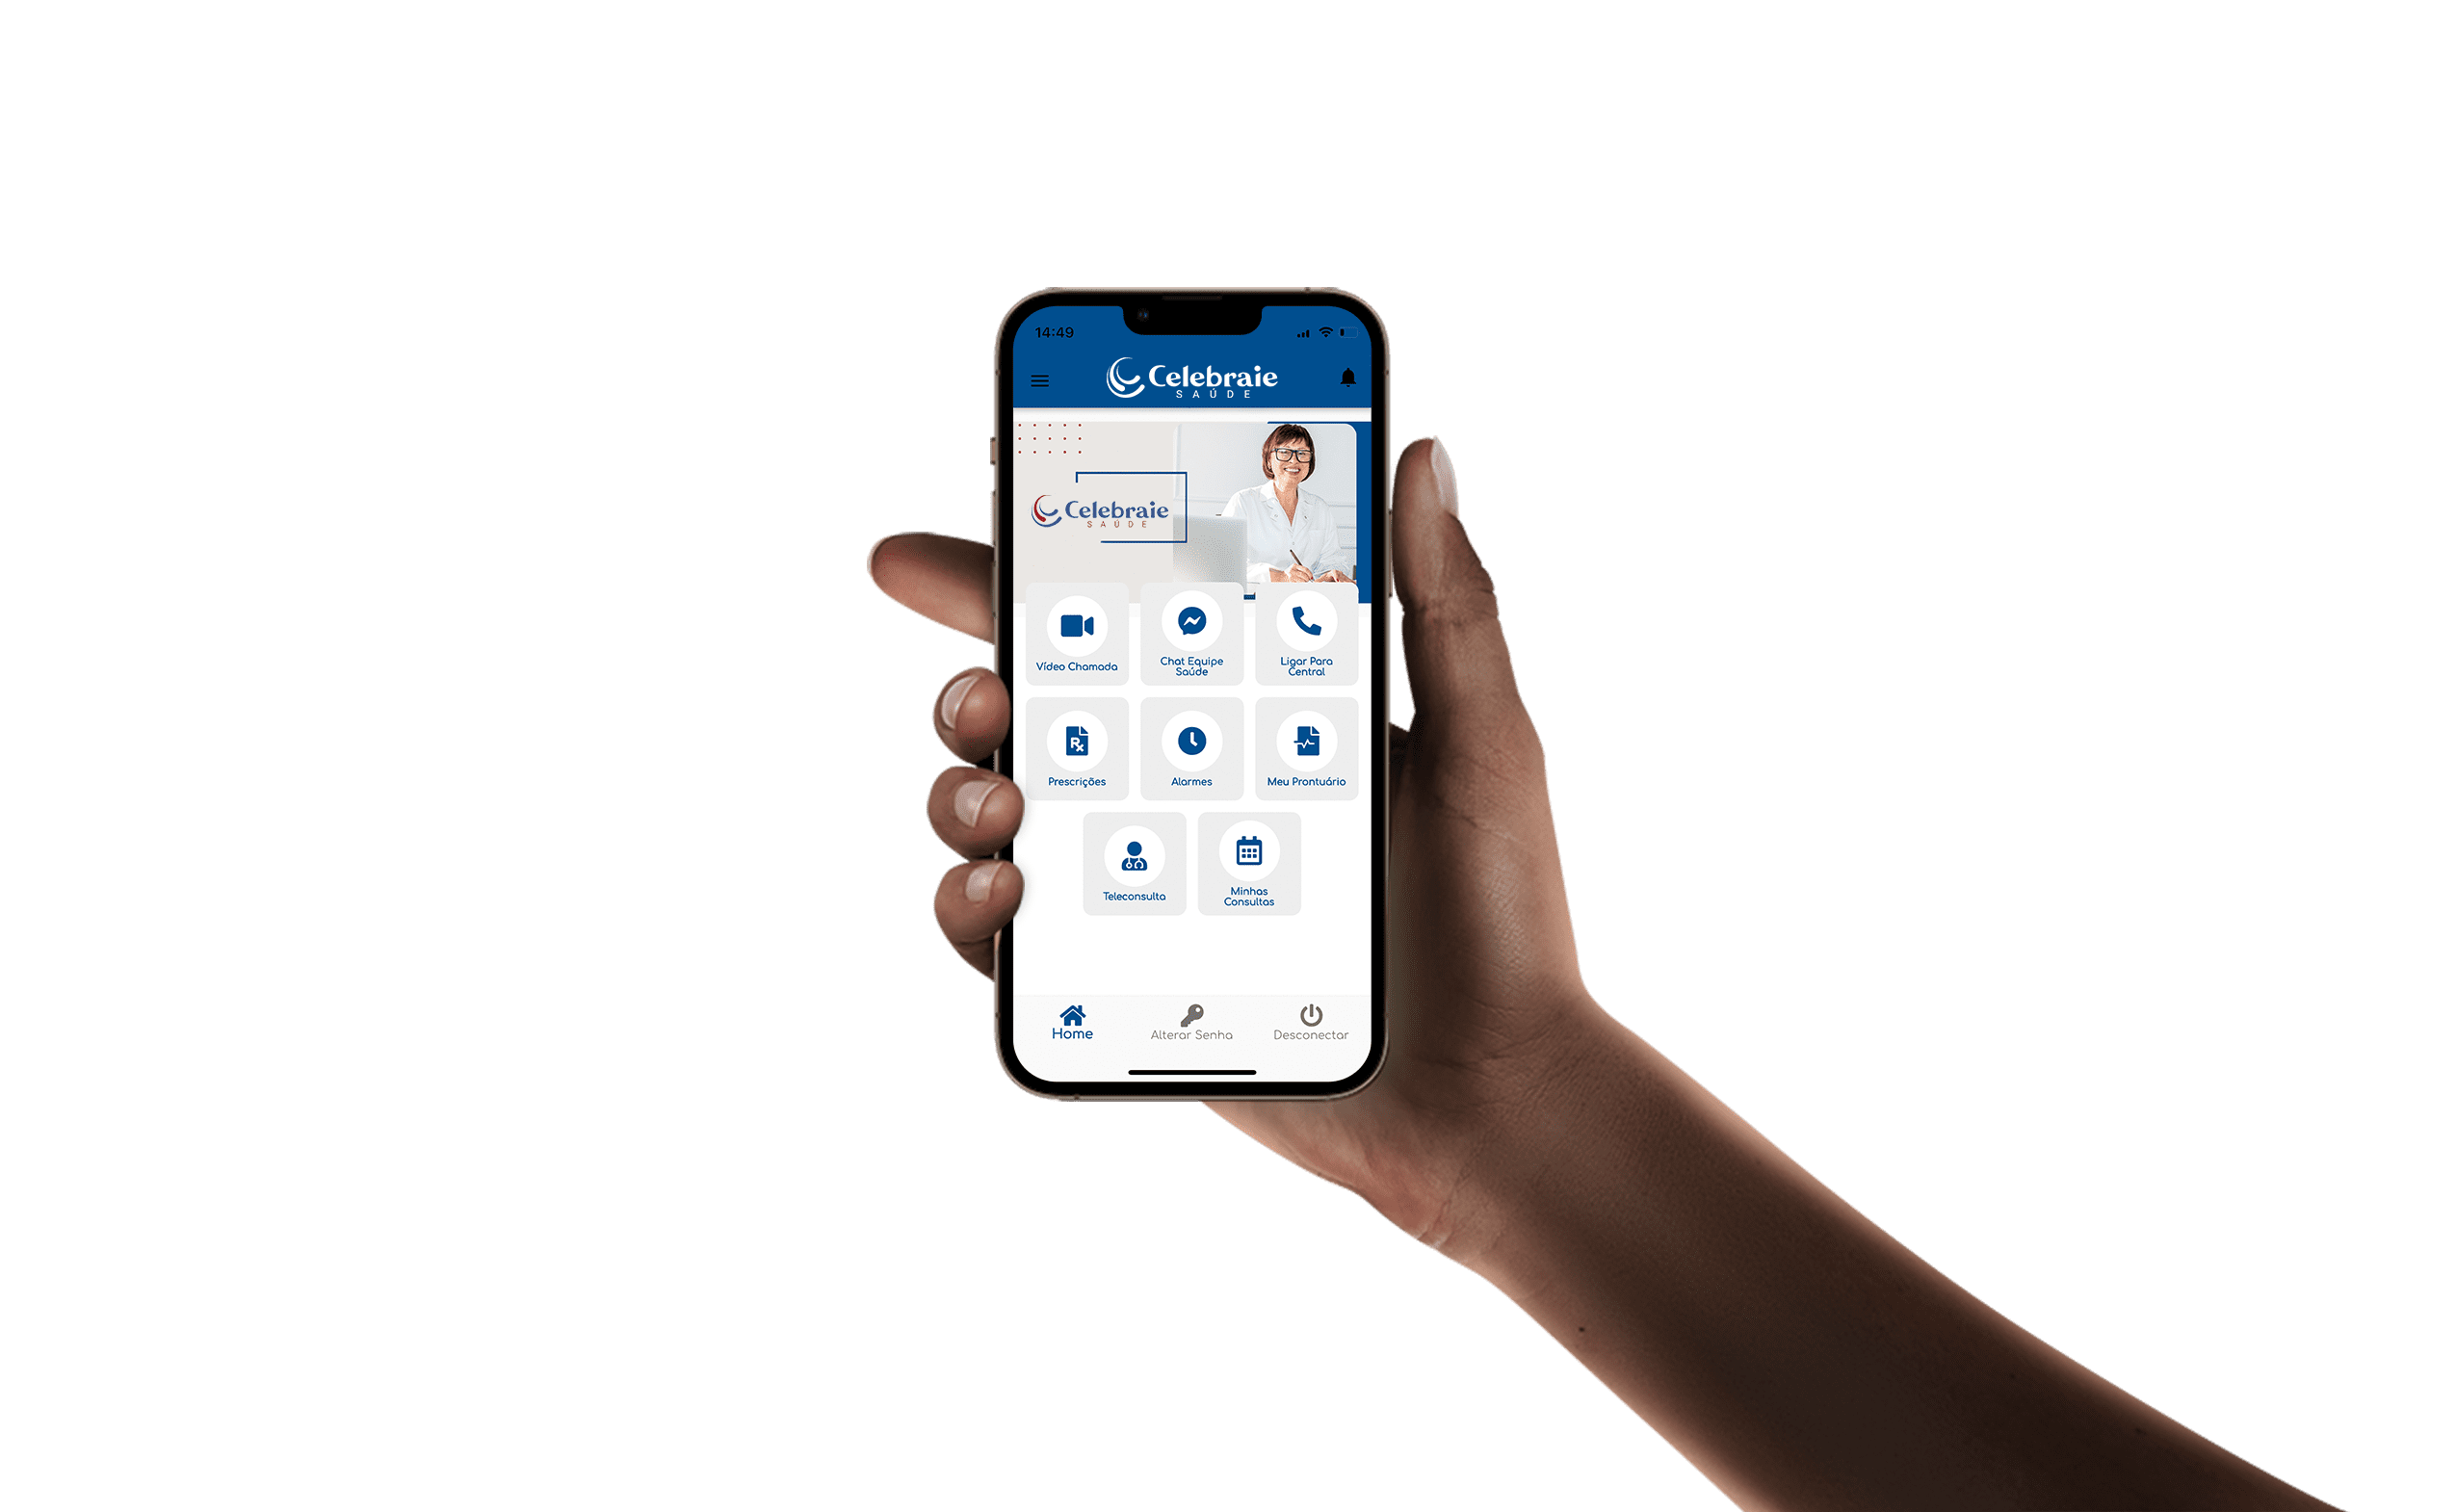 14:49
Celebraie
SAÚDE
Celebraie
SAÚDE
Vídeo Chamada
Chat Equipe
Saúde
Ligar Para
Central
Rx
Prescrições
Alarmes
Meu Prontuário
Teleconsulta
Minhas
Consultas
Home
Alterar Senha
Desconectar